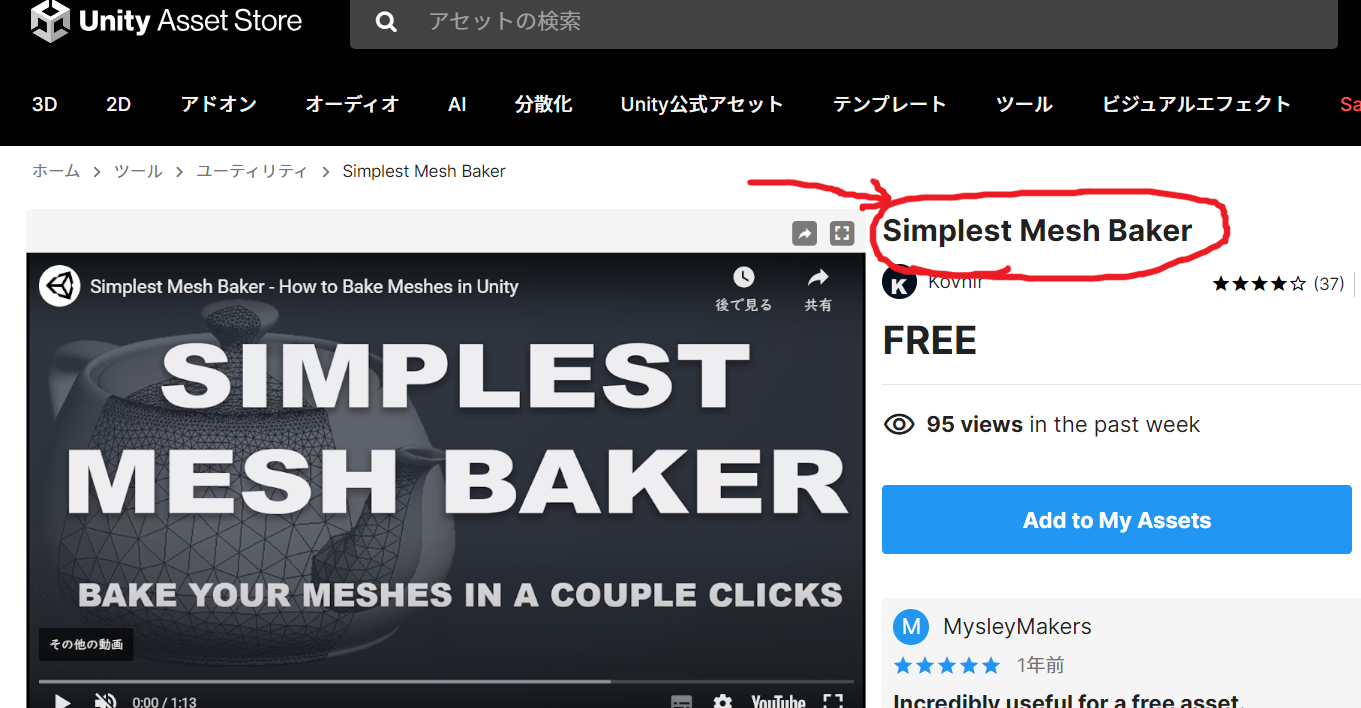 Unity Asset Store
アセットの検索
3D 2D アドオン オーディオ AI 分散化 Unity公式アセット テンプレート ツール ビジュアルエフェクト Sa
ホーム > ツール > ユーティリティ > Simplest Mesh Baker
Simplest Mesh Baker - How to Bake Meshes in Unity
後で見る
共有
SIMPLEST
MESH BAKER
BAKE YOUR MESHES IN A COUPLE CLICKS
その他の動画
0:00 / 1:13
YouTube
Simplest Mesh Baker
K
Kovnir
★★★★☆ (37)
FREE
95 views in the past week
Add to My Assets
M
MysleyMakers
★★★★★ 1年前
Incredibly useful for a free asset.